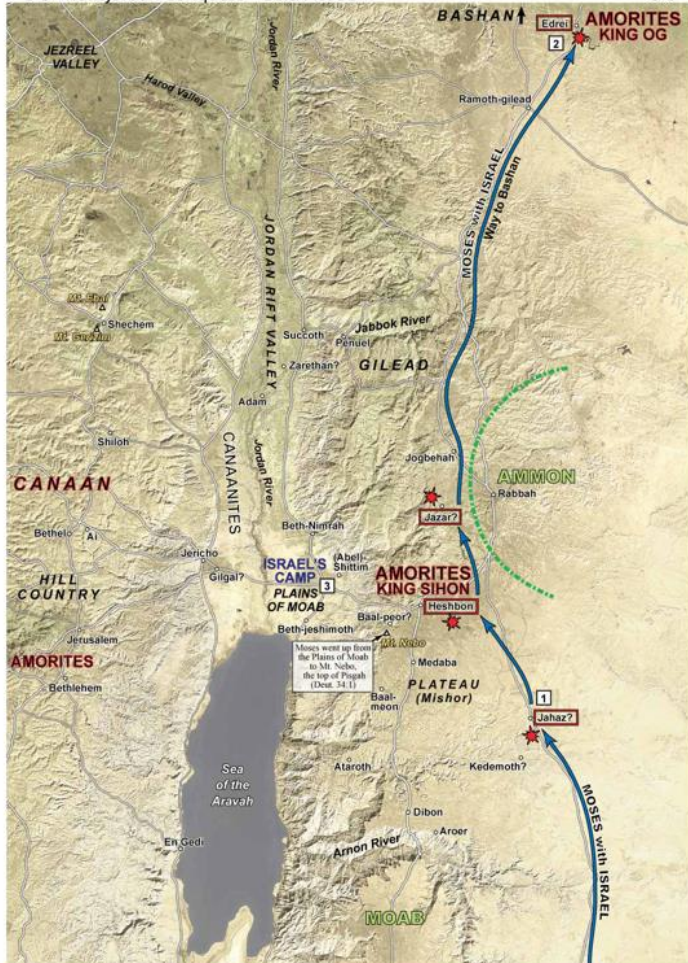 BASHAN
Edrei
AMORITES
KING OG
2
JEZREEL
VALLEY
Jordan River
Harod Valley
Ramoth-gilead
MOSES with ISRAEL
Way to Bashan
JORDAN RIFT VALLEY
Mt. Ebal
Shechem
Mt. Gerizim
Succoth
Jabbok River
Penuel
GILEAD
Zarethan?
Adam
Shiloh
Jogbehah
CANAANITES
Jordan River
AMMON
CANAAN
Rabbah
Jazar?
Bethel
Ai
Beth-Nimrah
Jericho
Gilgal?
ISRAEL'S
CAMP
3
(Abel)-
Shittim
PLAINS
OF MOAB
AMORITES
KING SIHON
HILL
COUNTRY
Heshbon
Baal-peor?
Beth-jeshimoth
Mt. Nebo
Jerusalem
Moses went up from
the Plains of Moab
to Mt. Nebo,
the top of Pisgah
(Deut. 34:1)
AMORITES
Medaba
Bethlehem
PLATEAU
(Mishor)
Baal-
meon
1
Jahaz?
Sea
of the
Aravah
Ataroth
Kedemoth?
MOSES with ISRAEL
Dibon
Aroer
En Gedi
Arnon River
MOAB